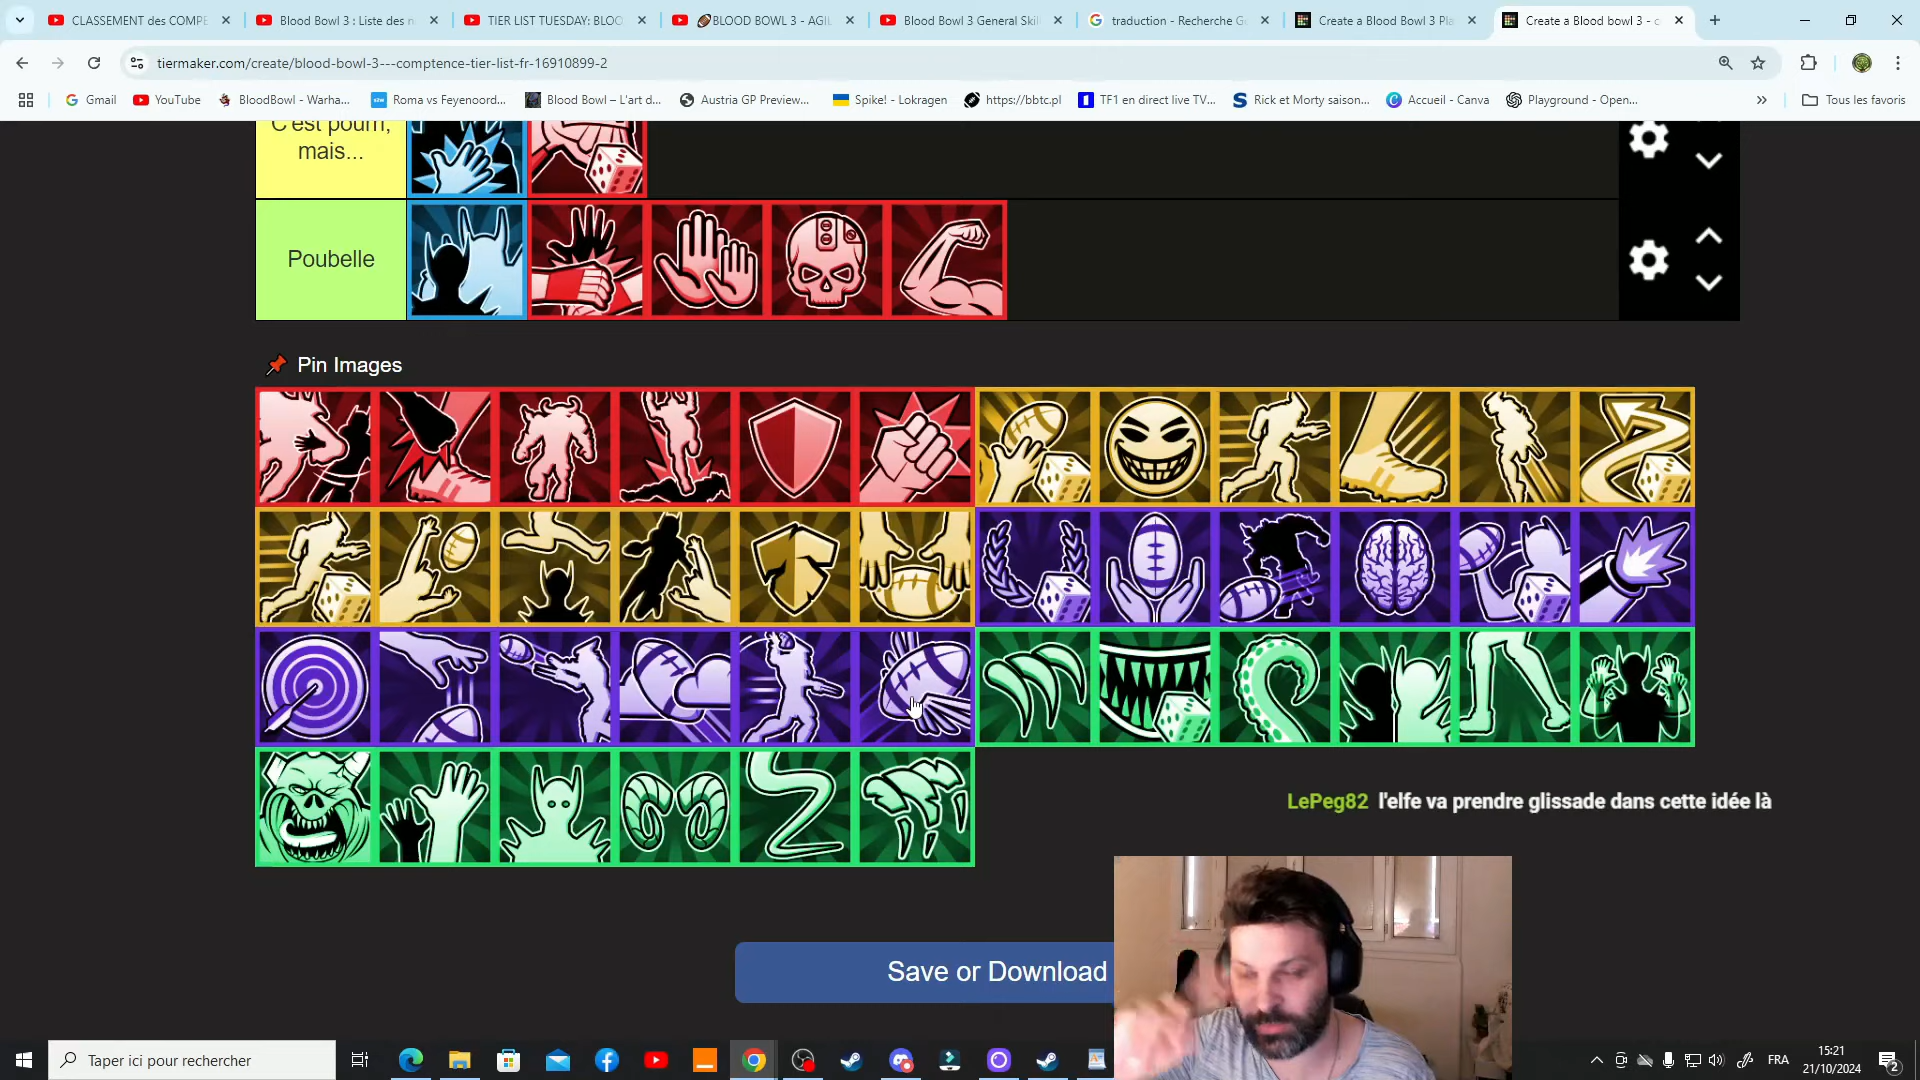 CLASSEMENT des COMPE
Blood Bowl 3 : Liste des n
TIER LIST TUESDAY: BLOO
BLOOD BOWL 3 - AGIL
Blood Bowl 3 General Skil
traduction - Recherche Go
Create a Blood Bowl 3 Pla
Create a Blood bowl 3 - c
tiermaker.com/create/blood-bowl-3---comptence-tier-list-fr-16910899-2
Gmail
YouTube
BloodBowl - Warha...
Roma vs Feyenoord...
Blood Bowl – L'art d...
Austria GP Preview...
Spike! - Lokragen
https://bbtc.pl
TF1 en direct live TV...
Rick et Morty saison...
Accueil - Canva
Playground - Open...
Tous les favoris
C'est pourri,
mais...
Poubelle
Pin Images
LePeg82 l'elfe va prendre glissade dans cette idée là
Save or Download
Taper ici pour rechercher
FRA
15:21
21/10/2024
2